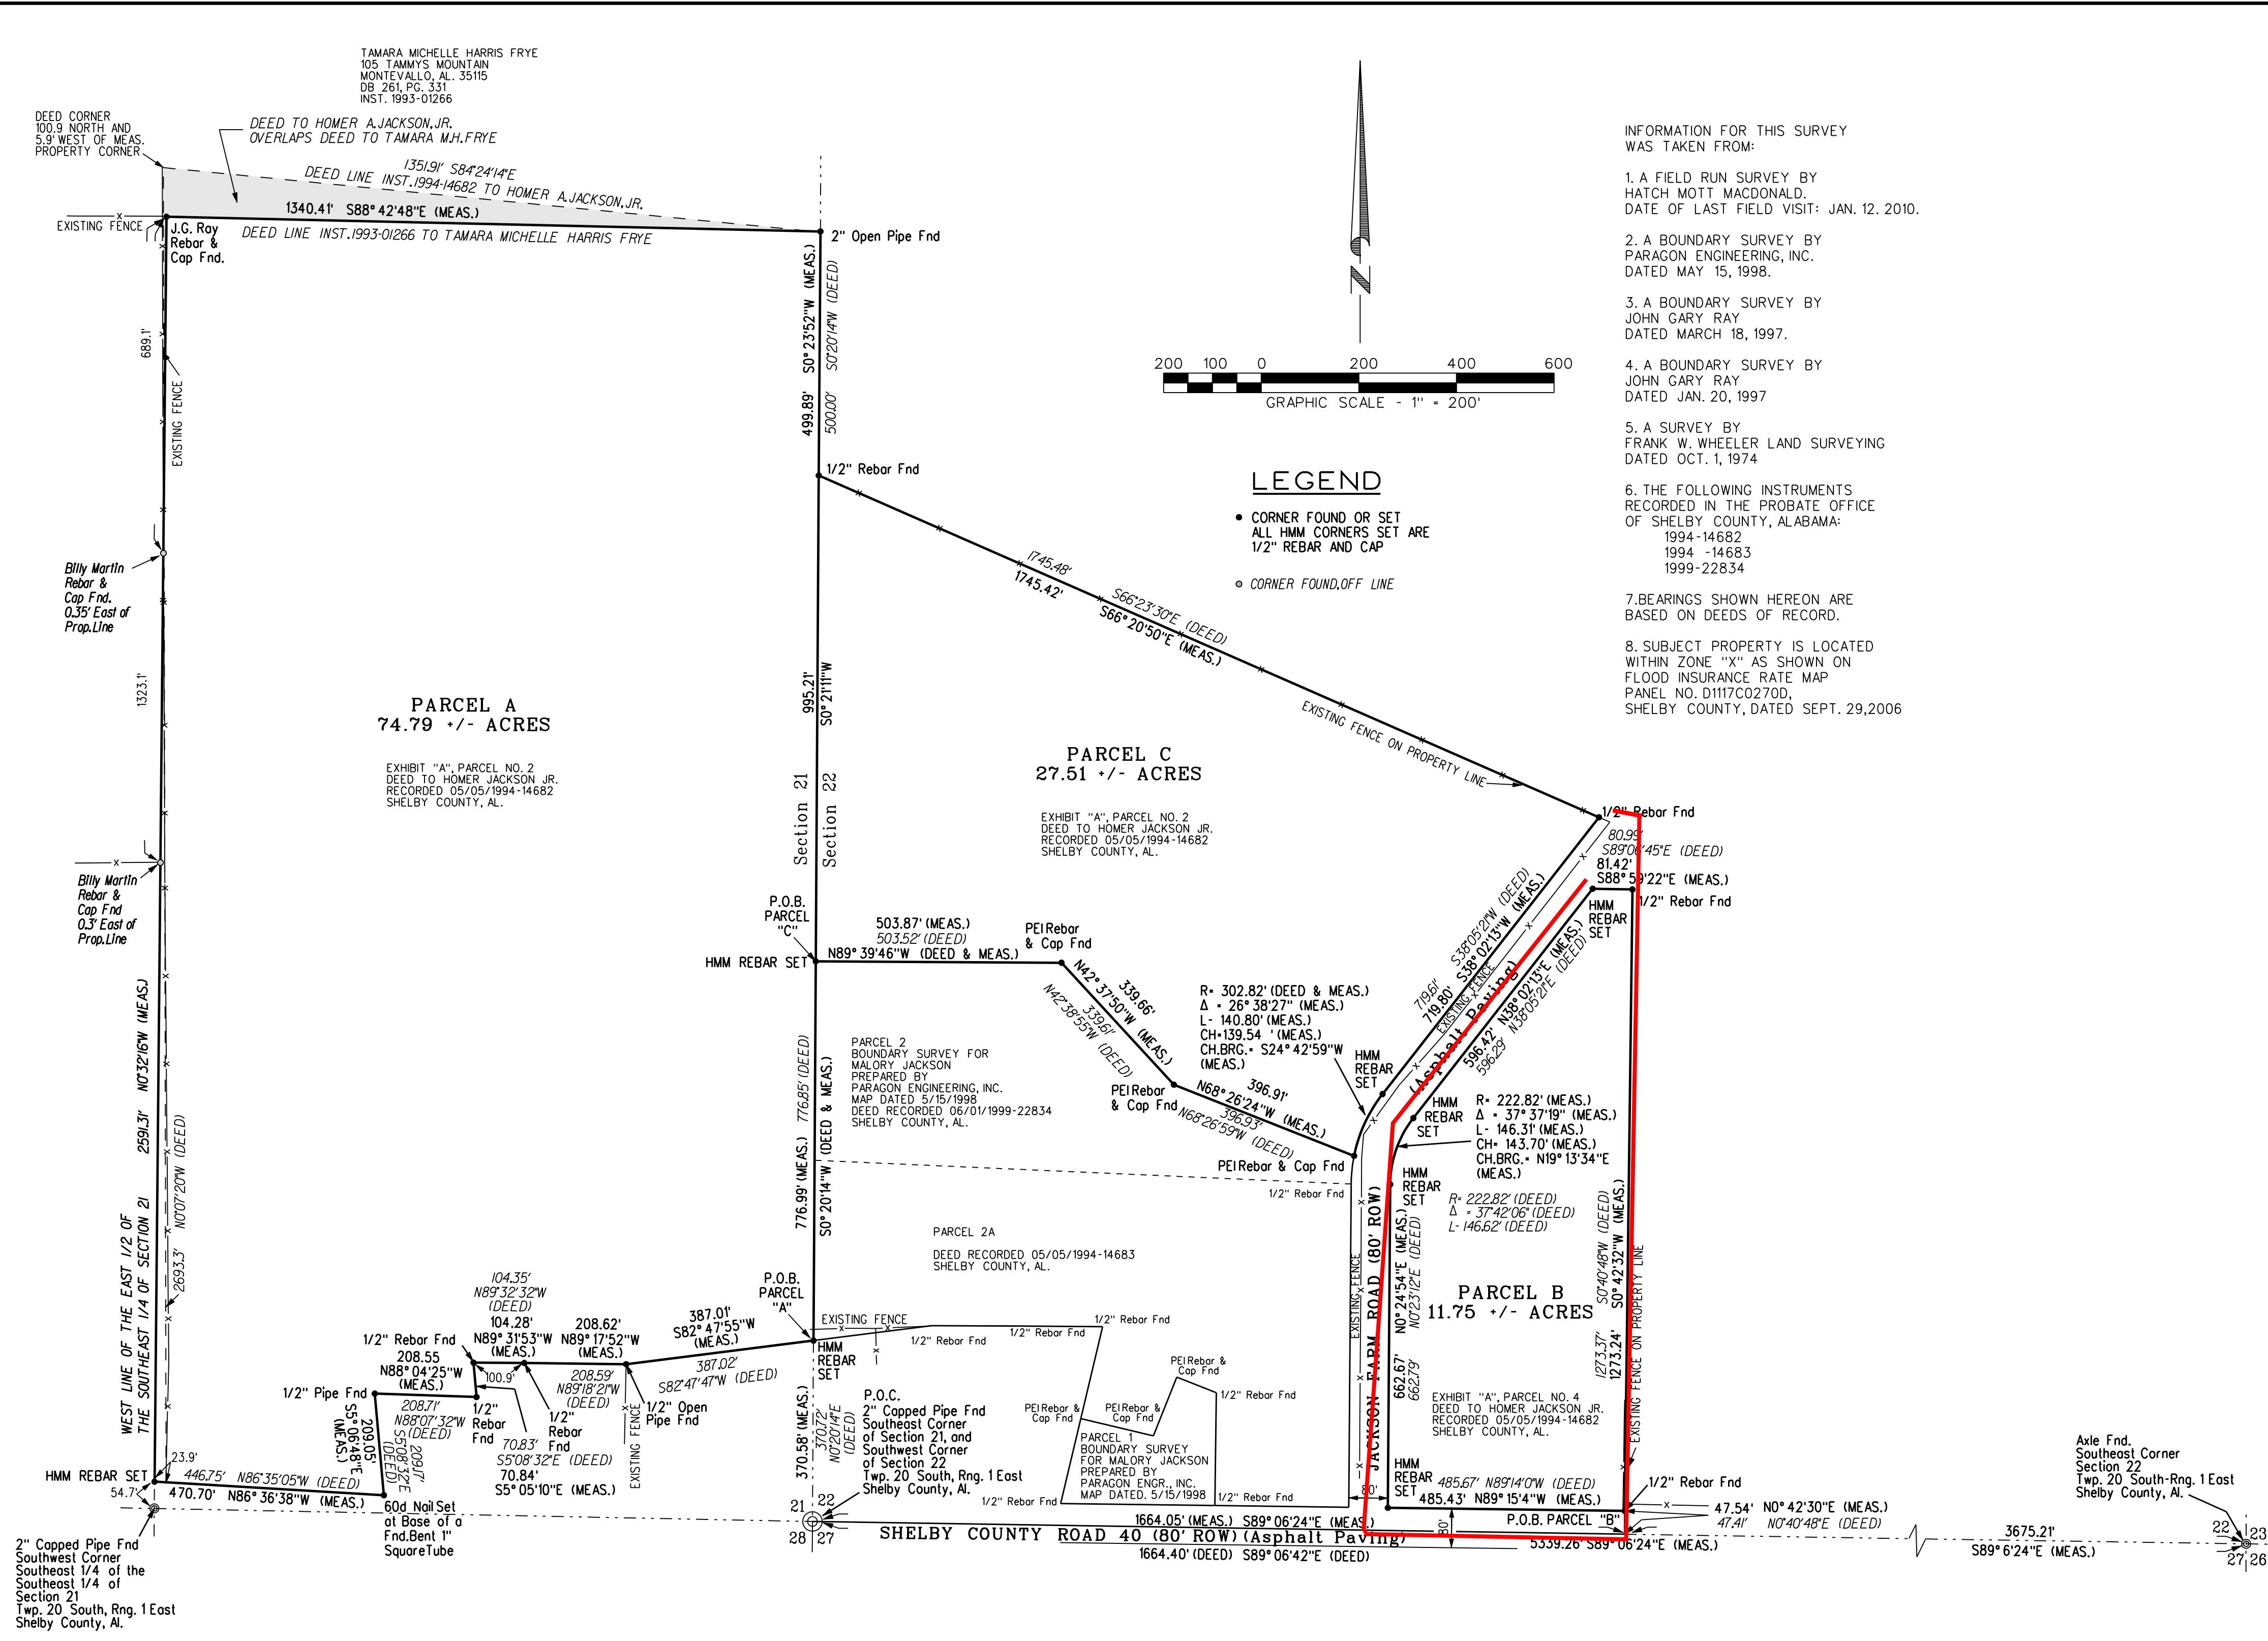 TAMARA MICHELLE HARRIS FRYE
105 TAMMYS MOUNTAIN
MONTEVALLO, AL. 35115
DB 261, PG. 331
INST. 1993-01266
DEED CORNER
100.9 NORTH AND
5.9' WEST OF MEAS.
PROPERTY CORNER
DEED TO HOMER A.JACKSON,JR.
OVERLAPS DEED TO TAMARA M.H.FRYE
1351.91' S84°24'14"E
DEED LINE INST.1994-14682 TO HOMER A.JACKSON,JR.
1340.41' S88°42'48"E (MEAS.)
DEED LINE INST.1993-01266 TO TAMARA MICHELLE HARRIS FRYE
EXISTING FENCE
J.G. Ray
Rebar &
Cap Fnd.
2" Open Pipe Fnd
499.89' S0°23'52"W (MEAS.)
500.00' S0°20'14"W (DEED)
689.1'
EXISTING FENCE
1/2" Rebar Fnd
N
200 100 0 200 400 600
GRAPHIC SCALE - 1" = 200'
LEGEND
CORNER FOUND OR SET
ALL HMM CORNERS SET ARE
1/2" REBAR AND CAP
CORNER FOUND,OFF LINE
INFORMATION FOR THIS SURVEY
WAS TAKEN FROM:
1. A FIELD RUN SURVEY BY
HATCH MOTT MACDONALD.
DATE OF LAST FIELD VISIT: JAN. 12. 2010.
2. A BOUNDARY SURVEY BY
PARAGON ENGINEERING, INC.
DATED MAY 15, 1998.
3. A BOUNDARY SURVEY BY
JOHN GARY RAY
DATED MARCH 18, 1997.
4. A BOUNDARY SURVEY BY
JOHN GARY RAY
DATED JAN. 20, 1997
5. A SURVEY BY
FRANK W. WHEELER LAND SURVEYING
DATED OCT. 1, 1974
6. THE FOLLOWING INSTRUMENTS
RECORDED IN THE PROBATE OFFICE
OF SHELBY COUNTY, ALABAMA:
1994-14682
1994 -14683
1999-22834
7.BEARINGS SHOWN HEREON ARE
BASED ON DEEDS OF RECORD.
8. SUBJECT PROPERTY IS LOCATED
WITHIN ZONE "X" AS SHOWN ON
FLOOD INSURANCE RATE MAP
PANEL NO. D1117C0270D,
SHELBY COUNTY, DATED SEPT. 29,2006
Billy Martin
Rebar &
Cap Fnd.
0.35' East of
Prop.Line
1323.1'
1745.48' S66°23'30"E (DEED)
1745.42' S66°20'50"E (MEAS.)
EXISTING FENCE ON PROPERTY LINE
PARCEL A
74.79 +/- ACRES
EXHIBIT "A", PARCEL NO. 2
DEED TO HOMER JACKSON JR.
RECORDED 05/05/1994-14682
SHELBY COUNTY, AL.
995.21' S0°21'11"W
Section 21
Section 22
PARCEL C
27.51 +/- ACRES
EXHIBIT "A", PARCEL NO. 2
DEED TO HOMER JACKSON JR.
RECORDED 05/05/1994-14682
SHELBY COUNTY, AL.
Billy Martin
Rebar &
Cap Fnd
0.3' East of
Prop.Line
1/2" Rebar Fnd
80.99'
S89°06'45"E (DEED)
81.42'
S88°59'22"E (MEAS.)
1/2" Rebar Fnd
HMM
REBAR
SET
P.O.B.
PARCEL
"C"
503.87' (MEAS.)
503.52' (DEED)
N89°39'46"W (DEED & MEAS.)
PEI Rebar
& Cap Fnd
HMM REBAR SET
339.66'
N42°37'50"W (MEAS.)
339.61'
N42°38'55"W (DEED)
R= 302.82' (DEED & MEAS.)
Δ = 26°38'27" (MEAS.)
L- 140.80' (MEAS.)
CH=139.54 ' (MEAS.)
CH.BRG.= S24°42'59"W
(MEAS.)
HMM
REBAR
SET
719.61' S38°05'21"W (DEED)
719.80' S38°02'13"W (MEAS.)
EXISTING FENCE
(Asphalt Paving)
596.42' N38°02'13"E (MEAS.)
596.29' N38°05'21"E (DEED)
2591.31' N0°32'16"W (MEAS.)
WEST LINE OF THE EAST 1/2 OF
THE SOUTHEAST 1/4 OF SECTION 21
2693.3' N0°07'20"W (DEED)
776.99' (MEAS.) 776.85' (DEED)
S0°20'14"W (DEED & MEAS.)
PARCEL 2
BOUNDARY SURVEY FOR
MALORY JACKSON
PREPARED BY
PARAGON ENGINEERING, INC.
MAP DATED 5/15/1998
DEED RECORDED 06/01/1999-22834
SHELBY COUNTY, AL.
PEI Rebar
& Cap Fnd
396.91'
N68°26'24"W (MEAS.)
396.93'
N68°26'59"W (DEED)
PEI Rebar & Cap Fnd
1/2" Rebar Fnd
HMM
REBAR
SET
R= 222.82' (MEAS.)
Δ = 37°37'19" (MEAS.)
L- 146.31' (MEAS.)
CH= 143.70' (MEAS.)
CH.BRG.= N19°13'34"E
(MEAS.)
HMM
REBAR
SET
R= 222.82' (DEED)
Δ = 37°42'06" (DEED)
L- 146.62' (DEED)
PARCEL 2A
DEED RECORDED 05/05/1994-14683
SHELBY COUNTY, AL.
EXISTING FENCE
JACKSON FARM ROAD (80' ROW)
662.67' N0°24'54"E (MEAS.)
662.79' N0°23'12"E (DEED)
PARCEL B
11.75 +/- ACRES
EXHIBIT "A", PARCEL NO. 4
DEED TO HOMER JACKSON JR.
RECORDED 05/05/1994-14682
SHELBY COUNTY, AL.
1273.37' S0°40'48"W (DEED)
1273.24' S0°42'32"W (MEAS.)
EXISTING FENCE ON PROPERTY LINE
P.O.B.
PARCEL
"A"
104.35'
N89°32'32"W
(DEED)
104.28'
N89°31'53"W
(MEAS.)
208.62'
N89°17'52"W
(MEAS.)
387.01'
S82°47'55"W
(MEAS.)
387.02'
S82°47'47"W (DEED)
EXISTING FENCE
1/2" Rebar Fnd
1/2" Rebar Fnd
1/2" Rebar Fnd
1/2" Rebar Fnd
HMM
REBAR
SET
1/2" Rebar Fnd
208.55
N88°04'25"W
(MEAS.)
100.9'
208.59'
N89°18'21"W
(DEED)
1/2" Pipe Fnd
208.71'
N88°07'32"W
(DEED)
1/2"
Rebar
Fnd
1/2"
Rebar
Fnd
1/2" Open
Pipe Fnd
EXISTING FENCE
70.83'
S5°08'32"E (DEED)
70.84'
S5°05'10"E (MEAS.)
209.05'
S5°06'48"E
(MEAS.)
209.17'
S5°08'32"E
(DEED)
23.9'
HMM REBAR SET
446.75' N86°35'05"W (DEED)
470.70' N86°36'38"W (MEAS.)
54.7'
60d Nail Set
at Base of a
Fnd.Bent 1"
SquareTube
2" Capped Pipe Fnd
Southwest Corner
Southeast 1/4 of the
Southeast 1/4 of
Section 21
Twp. 20 South, Rng. 1 East
Shelby County, Al.
370.58' (MEAS.)
370.72'
N0°20'14"E
(DEED)
P.O.C.
2" Capped Pipe Fnd
Southeast Corner
of Section 21, and
Southwest Corner
of Section 22
Twp. 20 South, Rng. 1 East
Shelby County, Al.
21 22
28 27
PEI Rebar &
Cap Fnd
1/2" Rebar Fnd
PEI Rebar &
Cap Fnd
PEI Rebar &
Cap Fnd
PARCEL 1
BOUNDARY SURVEY
FOR MALORY JACKSON
PREPARED BY
PARAGON ENGR., INC.
MAP DATED. 5/15/1998
1/2" Rebar Fnd
1/2" Rebar Fnd
80'
HMM
REBAR
SET
485.67' N89°14'0"W (DEED)
485.43' N89°15'4"W (MEAS.)
P.O.B. PARCEL "B"
80'
1/2" Rebar Fnd
47.54' N0°42'30"E (MEAS.)
47.41' N0°40'48"E (DEED)
1664.05' (MEAS.) S89°06'24"E (MEAS.)
SHELBY COUNTY ROAD 40 (80' ROW)(Asphalt Paving)
1664.40' (DEED) S89°06'42"E (DEED)
5339.26' S89°06'24"E (MEAS.)
3675.21'
S89°6'24"E (MEAS.)
Axle Fnd.
Southeast Corner
Section 22
Twp. 20 South-Rng. 1 East
Shelby County, Al.
22 23
27 26